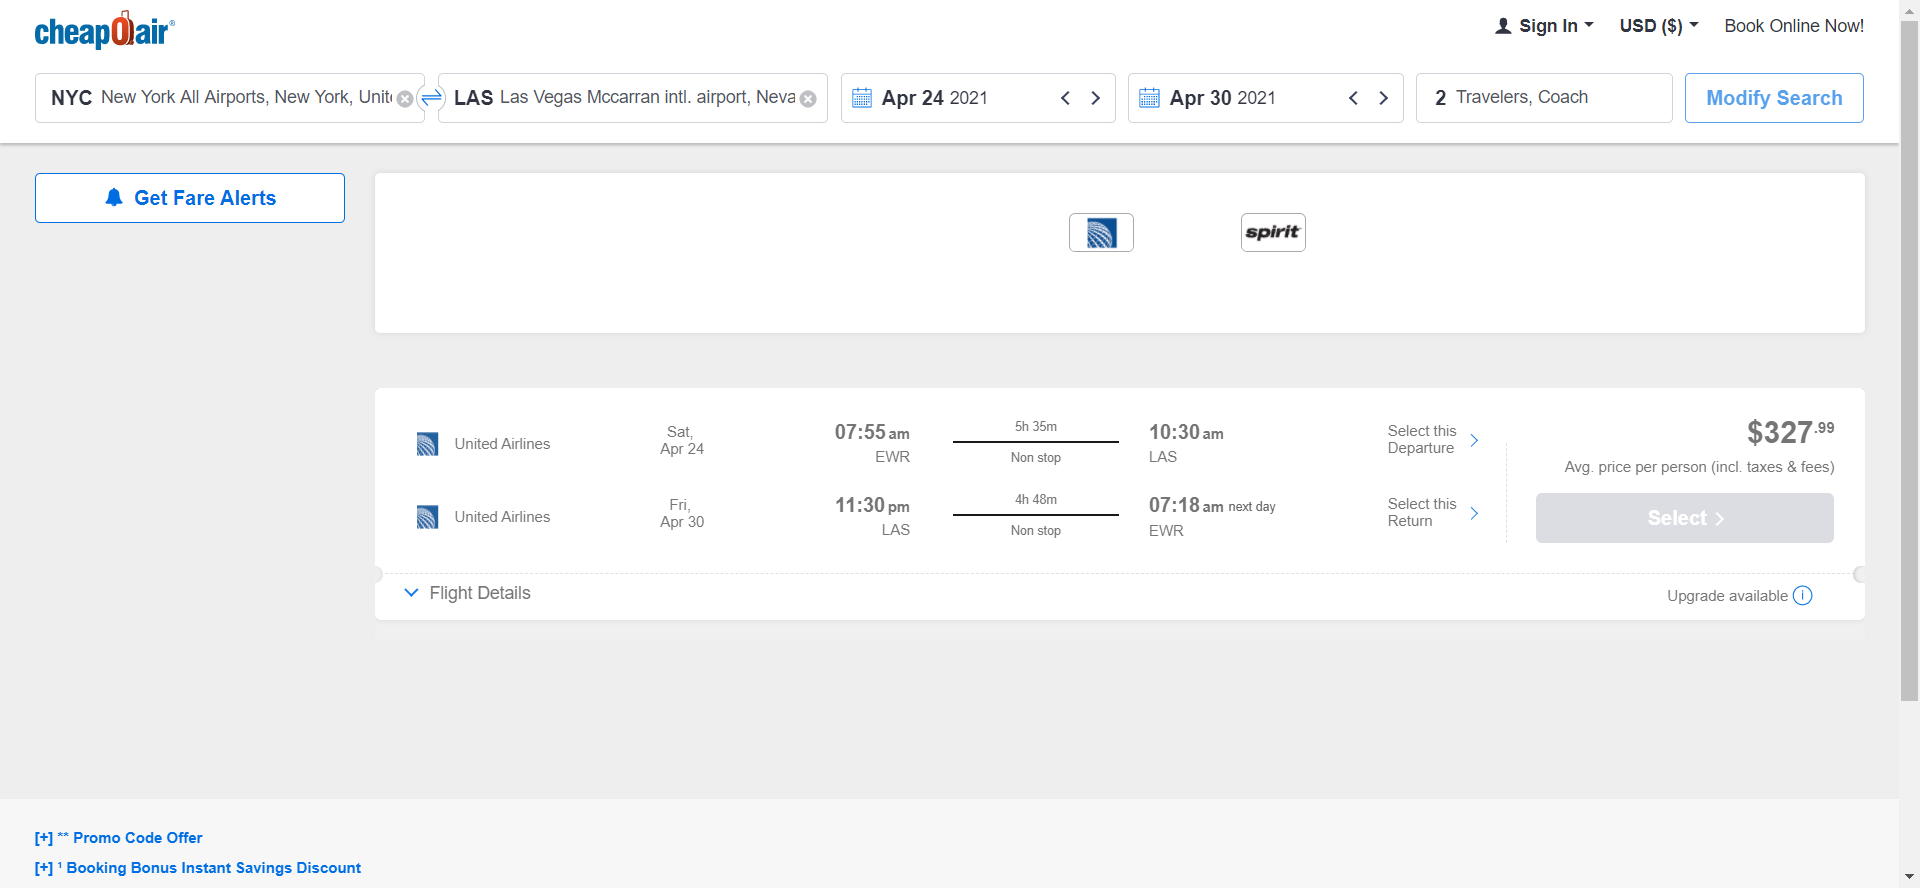 cheapOair®
Sign In
USD ($)
Book Online Now!
NYC New York All Airports, New York, Unit
LAS Las Vegas Mccarran intl. airport, Neva
Apr 24 2021
Apr 30 2021
2 Travelers, Coach
Modify Search
Get Fare Alerts
spirit
United Airlines
Sat,
Apr 24
07:55 am
EWR
5h 35m
Non stop
10:30 am
LAS
Select this
Departure
$327.99
Avg. price per person (incl. taxes & fees)
United Airlines
Fri,
Apr 30
11:30 pm
LAS
4h 48m
Non stop
07:18 am next day
EWR
Select this
Return
Select
Flight Details
Upgrade available
[+] ** Promo Code Offer
[+] ¹ Booking Bonus Instant Savings Discount